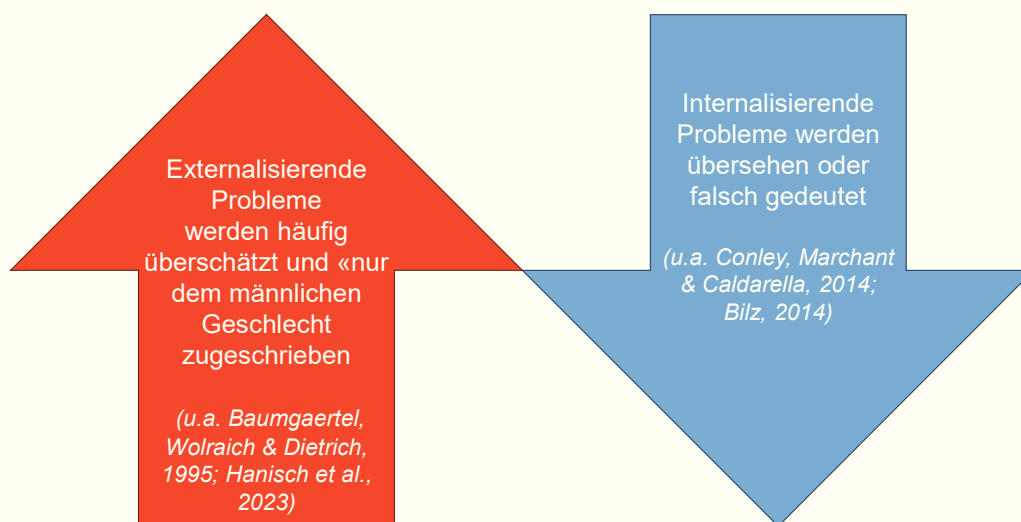 Externalisierende
Probleme
werden häufig
überschätzt und «nur
dem männlichen
Geschlecht
zugeschrieben
(u.a. Baumgaertel,
Wolraich & Dietrich,
1995; Hanisch et al.,
2023)
Internalisierende
Probleme werden
übersehen oder
falsch gedeutet
(u.a. Conley, Marchant
& Caldarella, 2014;
Bilz, 2014)